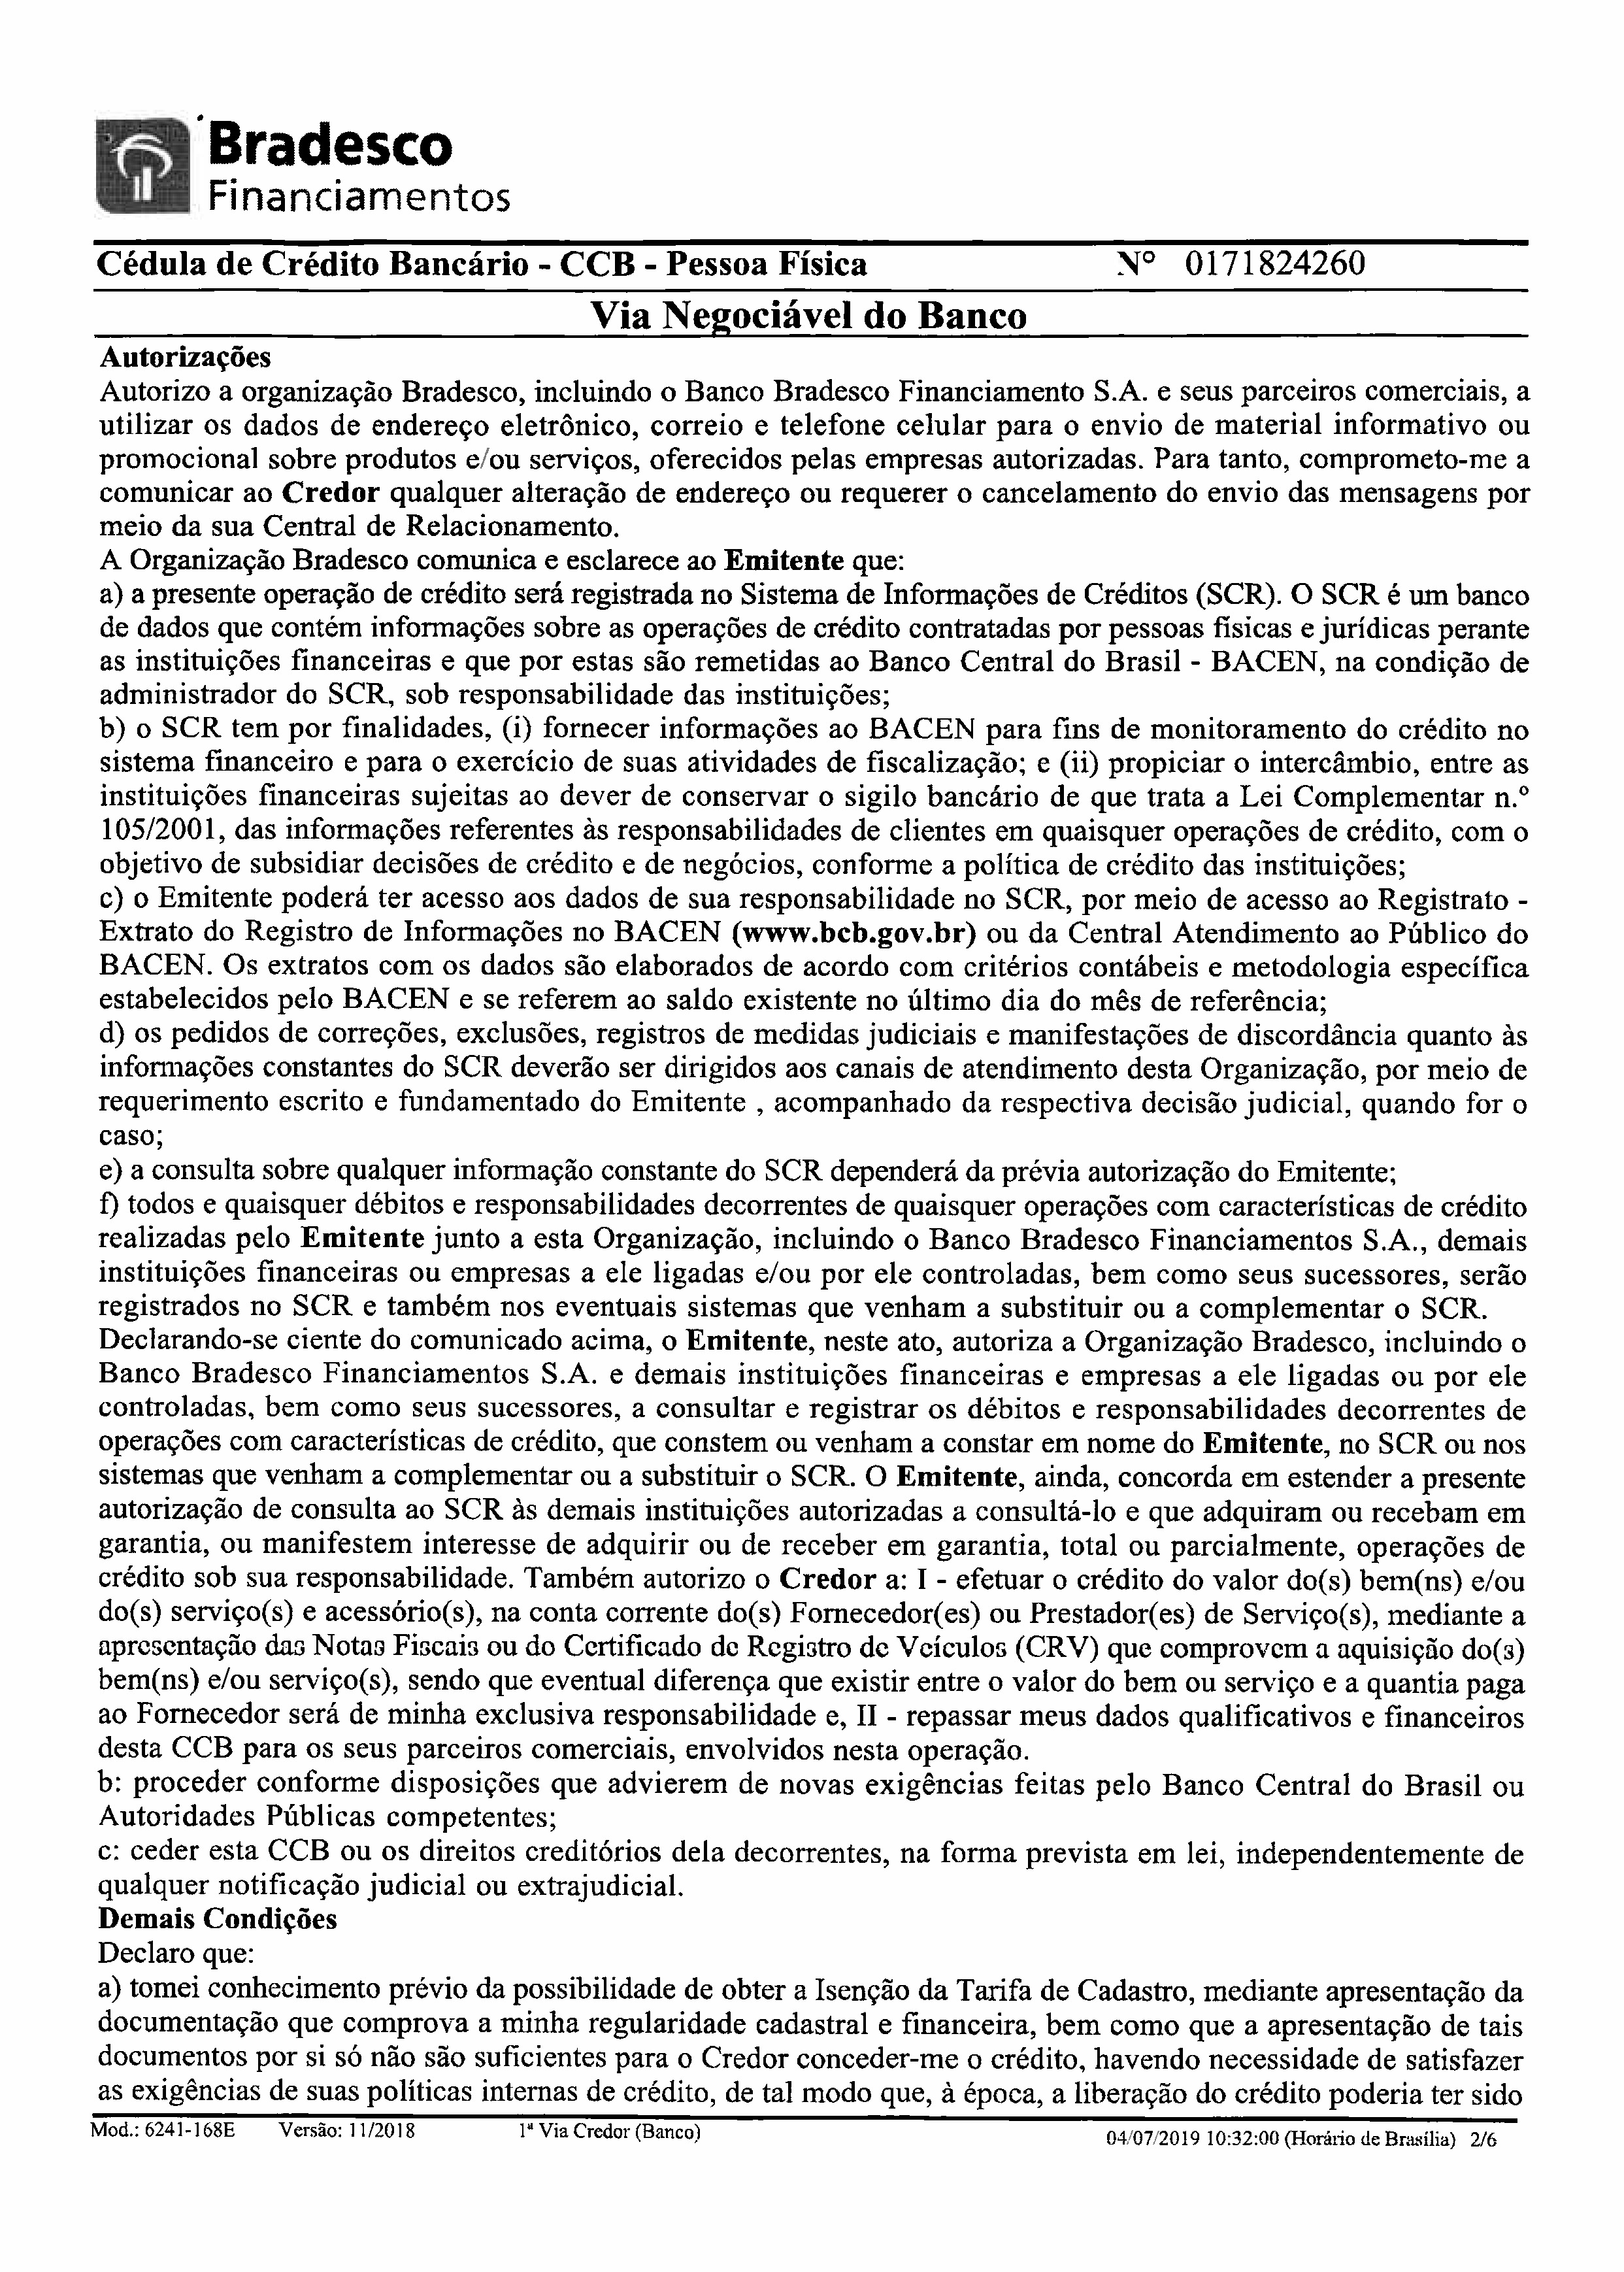 Bradesco
Financiamentos
Cédula de Crédito Bancário - CCB - Pessoa Física Nº 0171824260
Via Negociável do Banco
Autorizações
Autorizo a organização Bradesco, incluindo o Banco Bradesco Financiamento S.A. e seus parceiros comerciais, a
utilizar os dados de endereço eletrônico, correio e telefone celular para o envio de material informativo ou
promocional sobre produtos e/ou serviços, oferecidos pelas empresas autorizadas. Para tanto, comprometo-me a
comunicar ao Credor qualquer alteração de endereço ou requerer o cancelamento do envio das mensagens por
meio da sua Central de Relacionamento.
A Organização Bradesco comunica e esclarece ao Emitente que:
a) a presente operação de crédito será registrada no Sistema de Informações de Créditos (SCR). O SCR é um banco
de dados que contém informações sobre as operações de crédito contratadas por pessoas físicas e jurídicas perante
as instituições financeiras e que por estas são remetidas ao Banco Central do Brasil - BACEN, na condição de
administrador do SCR, sob responsabilidade das instituições;
b) o SCR tem por finalidades, (i) fornecer informações ao BACEN para fins de monitoramento do crédito no
sistema financeiro e para o exercício de suas atividades de fiscalização; e (ii) propiciar o intercâmbio, entre as
instituições financeiras sujeitas ao dever de conservar o sigilo bancário de que trata a Lei Complementar n.º
105/2001, das informações referentes às responsabilidades de clientes em quaisquer operações de crédito, com o
objetivo de subsidiar decisões de crédito e de negócios, conforme a política de crédito das instituições;
c) o Emitente poderá ter acesso aos dados de sua responsabilidade no SCR, por meio de acesso ao Registrato -
Extrato do Registro de Informações no BACEN (www.bcb.gov.br) ou da Central Atendimento ao Público do
BACEN. Os extratos com os dados são elaborados de acordo com critérios contábeis e metodologia específica
estabelecidos pelo BACEN e se referem ao saldo existente no último dia do mês de referência;
d) os pedidos de correções, exclusões, registros de medidas judiciais e manifestações de discordância quanto às
informações constantes do SCR deverão ser dirigidos aos canais de atendimento desta Organização, por meio de
requerimento escrito e fundamentado do Emitente , acompanhado da respectiva decisão judicial, quando for o
caso;
e) a consulta sobre qualquer informação constante do SCR dependerá da prévia autorização do Emitente;
f) todos e quaisquer débitos e responsabilidades decorrentes de quaisquer operações com características de crédito
realizadas pelo Emitente junto a esta Organização, incluindo o Banco Bradesco Financiamentos S.A., demais
instituições financeiras ou empresas a ele ligadas e/ou por ele controladas, bem como seus sucessores, serão
registrados no SCR e também nos eventuais sistemas que venham a substituir ou a complementar o SCR.
Declarando-se ciente do comunicado acima, o Emitente, neste ato, autoriza a Organização Bradesco, incluindo o
Banco Bradesco Financiamentos S.A. e demais instituições financeiras e empresas a ele ligadas ou por ele
controladas, bem como seus sucessores, a consultar e registrar os débitos e responsabilidades decorrentes de
operações com características de crédito, que constem ou venham a constar em nome do Emitente, no SCR ou nos
sistemas que venham a complementar ou a substituir o SCR. O Emitente, ainda, concorda em estender a presente
autorização de consulta ao SCR às demais instituições autorizadas a consultá-lo e que adquiram ou recebam em
garantia, ou manifestem interesse de adquirir ou de receber em garantia, total ou parcialmente, operações de
crédito sob sua responsabilidade. Também autorizo o Credor a: I - efetuar o crédito do valor do(s) bem(ns) e/ou
do(s) serviço(s) e acessório(s), na conta corrente do(s) Fornecedor(es) ou Prestador(es) de Serviço(s), mediante a
apresentação das Notas Fiscais ou do Certificado de Registro de Veículos (CRV) que comprovem a aquisição do(s)
bem(ns) e/ou serviço(s), sendo que eventual diferença que existir entre o valor do bem ou serviço e a quantia paga
ao Fornecedor será de minha exclusiva responsabilidade e, II - repassar meus dados qualificativos e financeiros
desta CCB para os seus parceiros comerciais, envolvidos nesta operação.
b: proceder conforme disposições que advierem de novas exigências feitas pelo Banco Central do Brasil ou
Autoridades Públicas competentes;
c: ceder esta CCB ou os direitos creditórios dela decorrentes, na forma prevista em lei, independentemente de
qualquer notificação judicial ou extrajudicial.
Demais Condições
Declaro que:
a) tomei conhecimento prévio da possibilidade de obter a Isenção da Tarifa de Cadastro, mediante apresentação da
documentação que comprova a minha regularidade cadastral e financeira, bem como que a apresentação de tais
documentos por si só não são suficientes para o Credor conceder-me o crédito, havendo necessidade de satisfazer
as exigências de suas políticas internas de crédito, de tal modo que, à época, a liberação do crédito poderia ter sido
Mod.: 6241-168E Versão: 11/2018 1ª Via Credor (Banco) 04/07/2019 10:32:00 (Horário de Brasília) 2/6